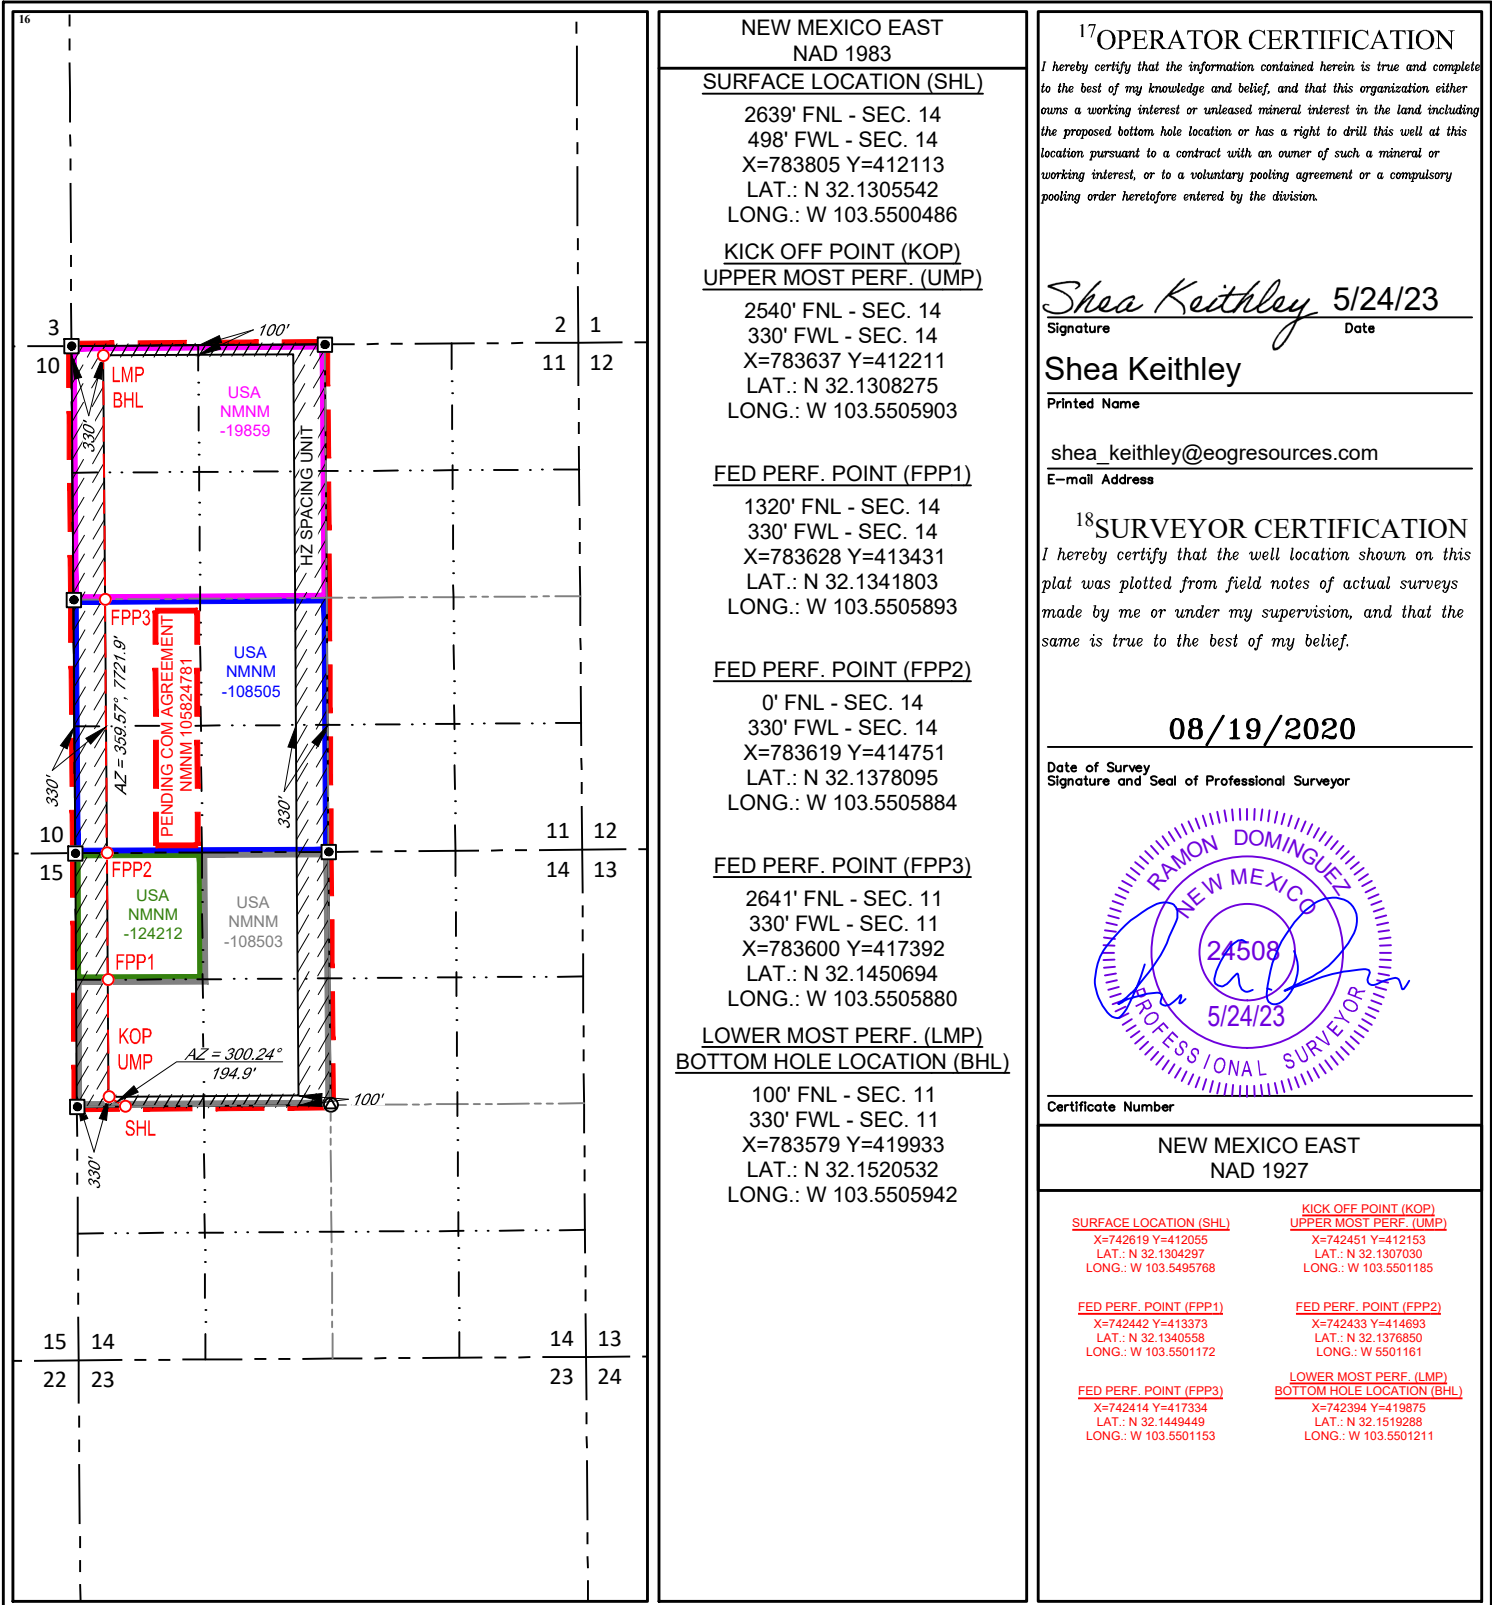 16
3
2
1
10
11
12
100'
LMP
BHL
330'
USA
NMNM
-19859
HZ SPACING UNIT
FPP3
AZ = 359.57°, 7721.9'
PENDING COM AGREEMENT
NMNM 105824781
USA
NMNM
-108505
330'
330'
10
11
12
15
14
13
FPP2
USA
NMNM
-124212
USA
NMNM
-108503
FPP1
KOP
UMP
AZ = 300.24°
194.9'
100'
SHL
330'
15
14
14
13
22
23
23
24
NEW MEXICO EAST
NAD 1983
SURFACE LOCATION (SHL)
2639' FNL - SEC. 14
498' FWL - SEC. 14
X=783805 Y=412113
LAT.: N 32.1305542
LONG.: W 103.5500486
KICK OFF POINT (KOP)
UPPER MOST PERF. (UMP)
2540' FNL - SEC. 14
330' FWL - SEC. 14
X=783637 Y=412211
LAT.: N 32.1308275
LONG.: W 103.5505903
FED PERF. POINT (FPP1)
1320' FNL - SEC. 14
330' FWL - SEC. 14
X=783628 Y=413431
LAT.: N 32.1341803
LONG.: W 103.5505893
FED PERF. POINT (FPP2)
0' FNL - SEC. 14
330' FWL - SEC. 14
X=783619 Y=414751
LAT.: N 32.1378095
LONG.: W 103.5505884
FED PERF. POINT (FPP3)
2641' FNL - SEC. 11
330' FWL - SEC. 11
X=783600 Y=417392
LAT.: N 32.1450694
LONG.: W 103.5505880
LOWER MOST PERF. (LMP)
BOTTOM HOLE LOCATION (BHL)
100' FNL - SEC. 11
330' FWL - SEC. 11
X=783579 Y=419933
LAT.: N 32.1520532
LONG.: W 103.5505942
17OPERATOR CERTIFICATION
I hereby certify that the information contained herein is true and complete
to the best of my knowledge and belief, and that this organization either
owns a working interest or unleased mineral interest in the land including
the proposed bottom hole location or has a right to drill this well at this
location pursuant to a contract with an owner of such a mineral or
working interest, or to a voluntary pooling agreement or a compulsory
pooling order heretofore entered by the division.
Shea Keithley 5/24/23
Signature Date
Shea Keithley
Printed Name
shea_keithley@eogresources.com
E-mail Address
18SURVEYOR CERTIFICATION
I hereby certify that the well location shown on this
plat was plotted from field notes of actual surveys
made by me or under my supervision, and that the
same is true to the best of my belief.
08/19/2020
Date of Survey
Signature and Seal of Professional Surveyor
RAMON DOMINGUEZ
NEW MEXICO
24508
5/24/23
PROFESSIONAL SURVEYOR
Certificate Number
NEW MEXICO EAST
NAD 1927
SURFACE LOCATION (SHL)
X=742619 Y=412055
LAT.: N 32.1304297
LONG.: W 103.5495768
KICK OFF POINT (KOP)
UPPER MOST PERF. (UMP)
X=742451 Y=412153
LAT.: N 32.1307030
LONG.: W 103.5501185
FED PERF. POINT (FPP1)
X=742442 Y=413373
LAT.: N 32.1340558
LONG.: W 103.5501172
FED PERF. POINT (FPP2)
X=742433 Y=414693
LAT.: N 32.1376850
LONG.: W 5501161
FED PERF. POINT (FPP3)
X=742414 Y=417334
LAT.: N 32.1449449
LONG.: W 103.5501153
LOWER MOST PERF. (LMP)
BOTTOM HOLE LOCATION (BHL)
X=742394 Y=419875
LAT.: N 32.1519288
LONG.: W 103.5501211